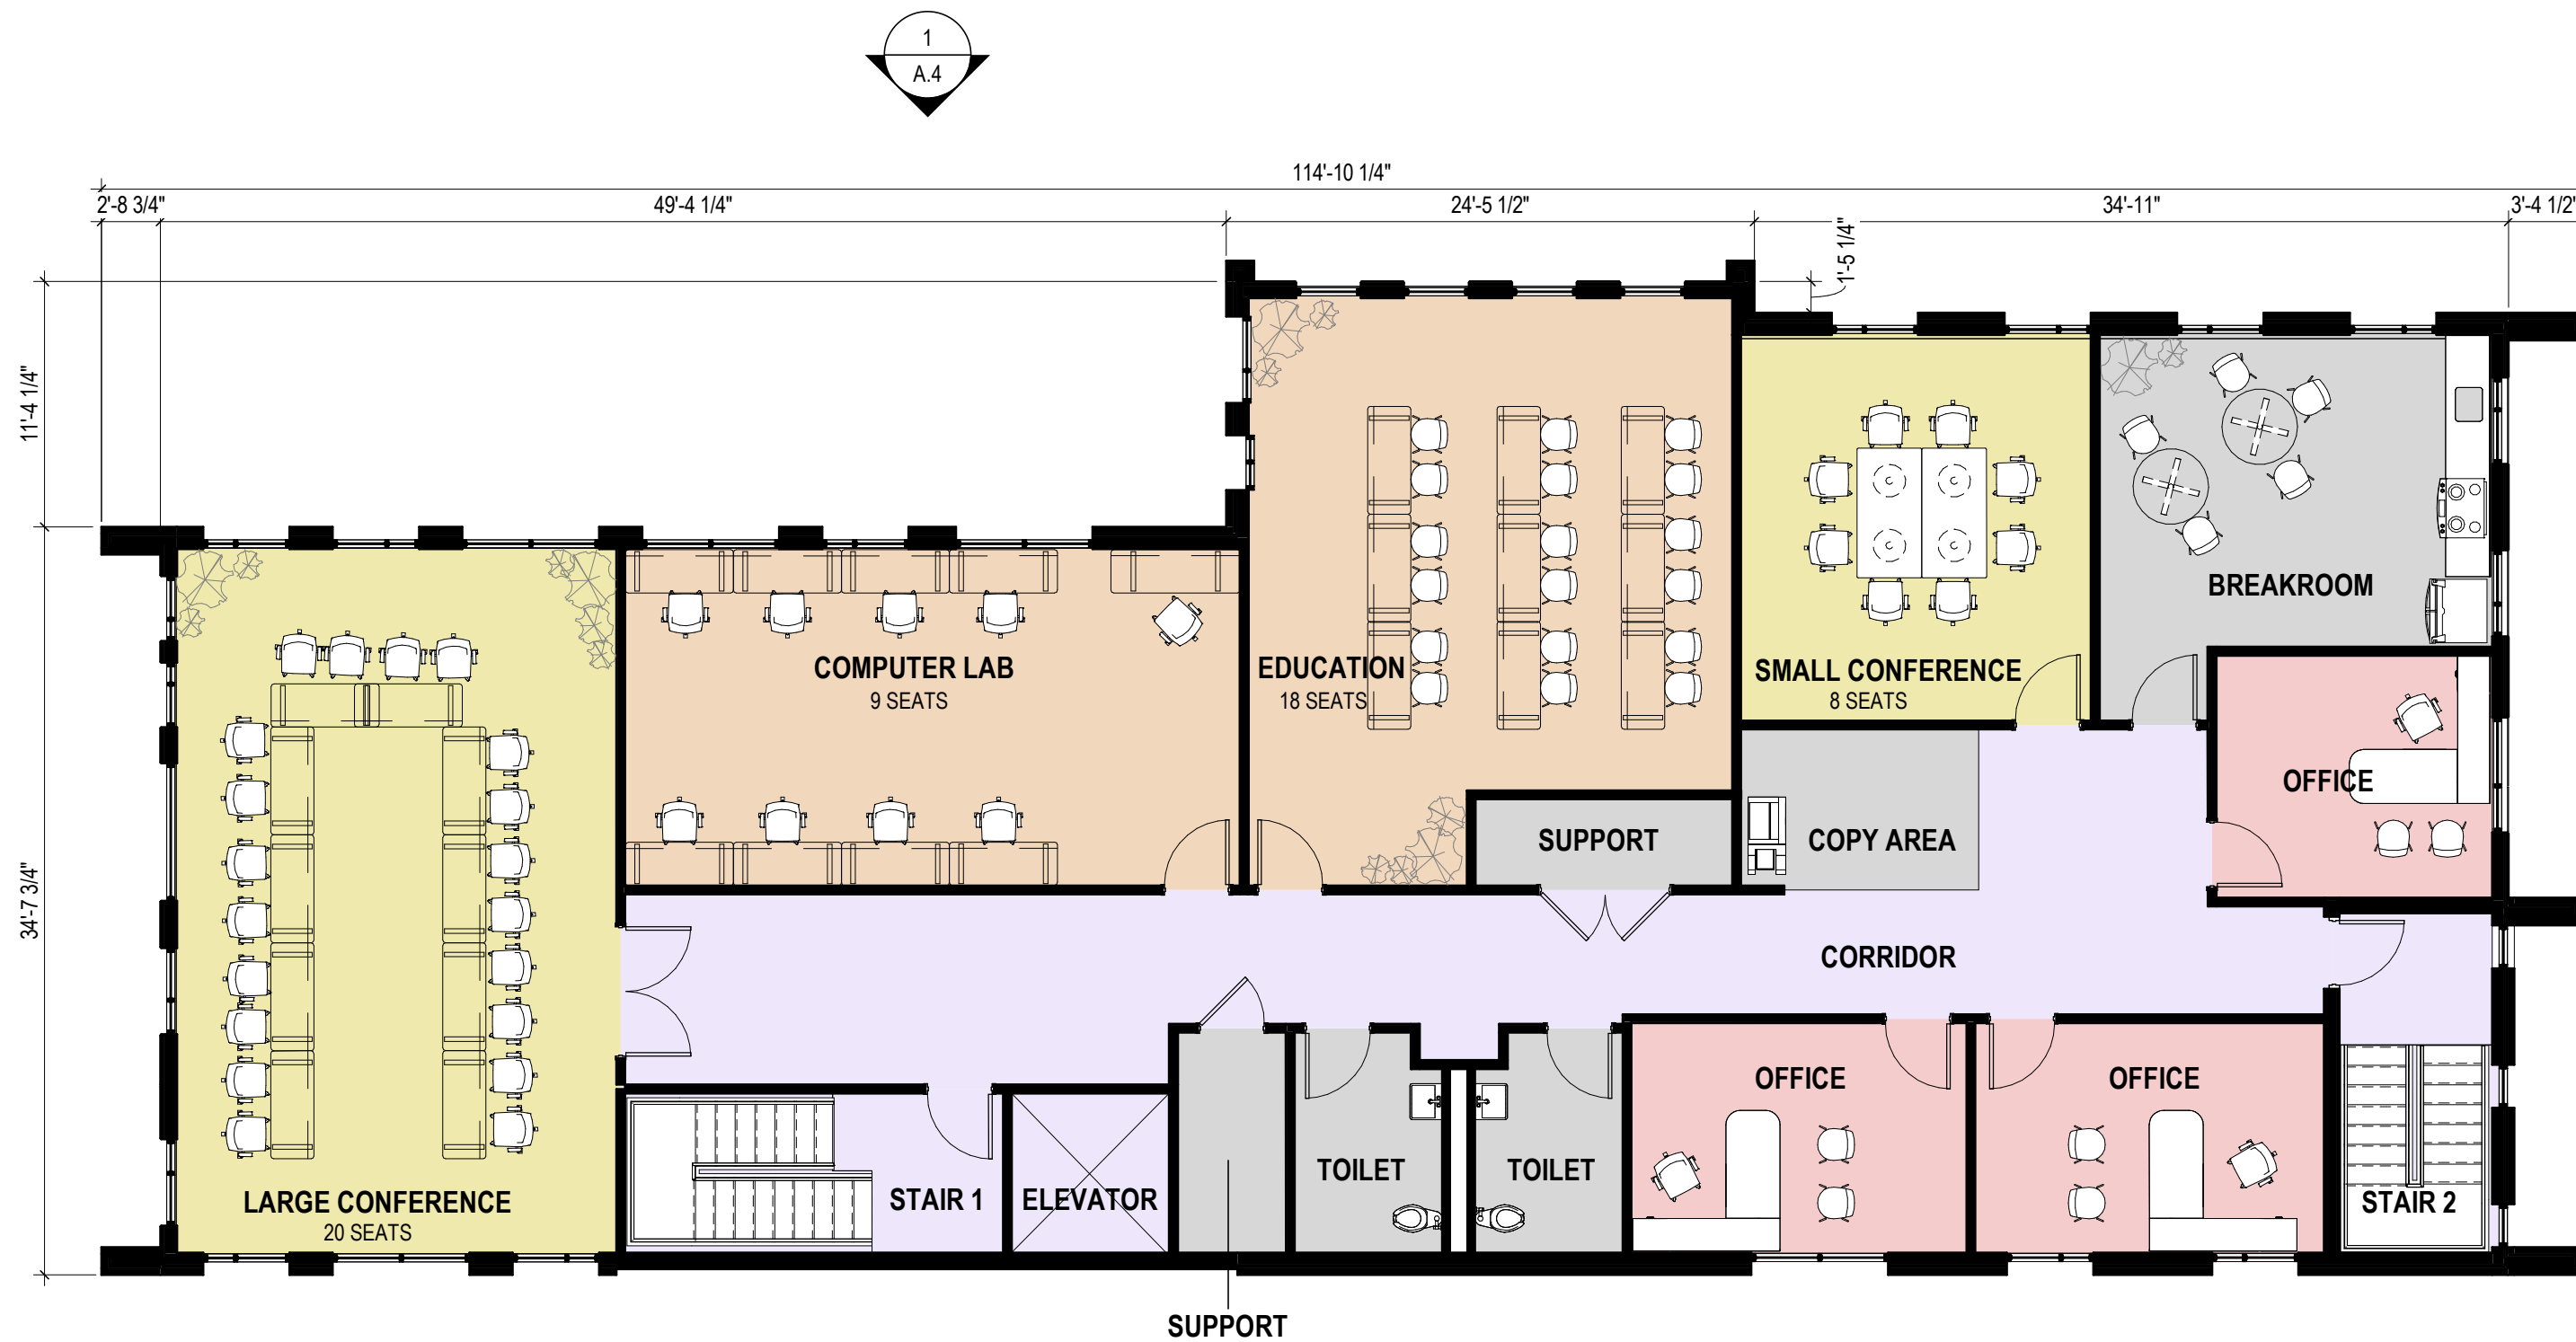 1
A.4
114'-10 1/4"
2'-8 3/4"
49'-4 1/4"
24'-5 1/2"
34'-11"
3'-4 1/2"
1'-5 1/4"
11'-4 1/4"
34'-7 3/4"
BREAKROOM
COMPUTER LAB
9 SEATS
EDUCATION
18 SEATS
SMALL CONFERENCE
8 SEATS
OFFICE
SUPPORT
COPY AREA
CORRIDOR
OFFICE
OFFICE
TOILET
TOILET
LARGE CONFERENCE
20 SEATS
STAIR 1
ELEVATOR
STAIR 2
SUPPORT